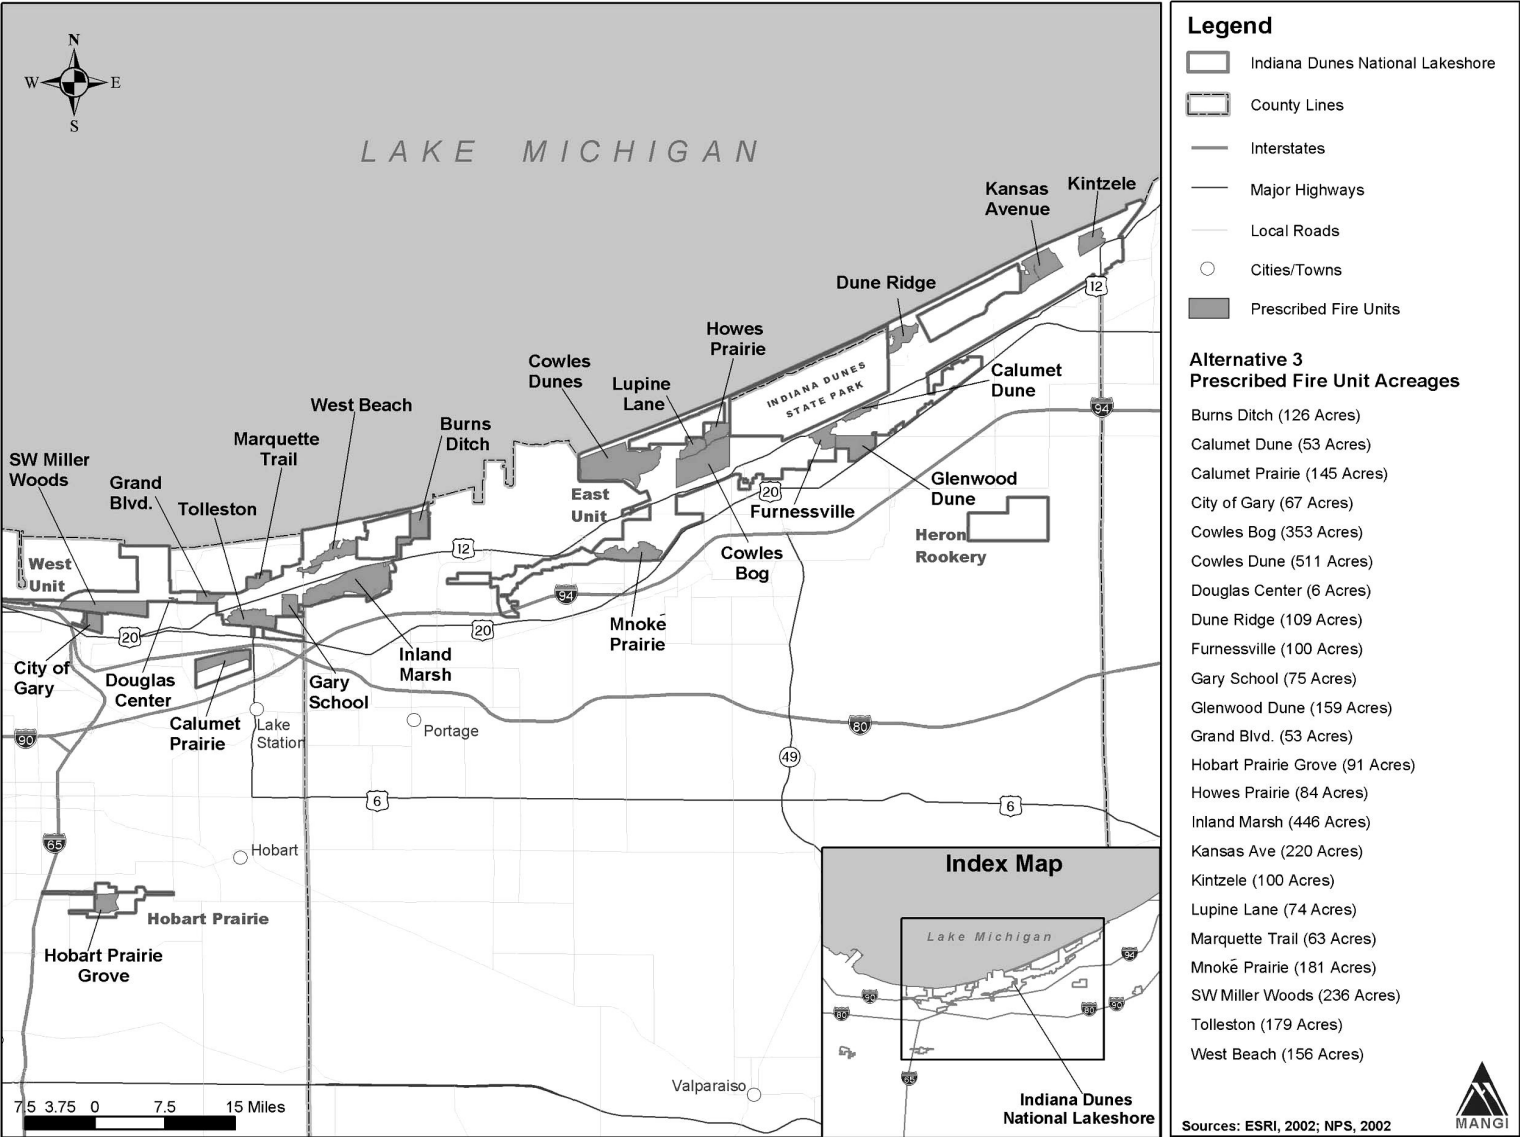 N
W
E
S
LAKE MICHIGAN
Kansas
Avenue
Kintzele
12
Dune Ridge
Howes
Prairie
Cowles
Dunes
Lupine
Lane
INDIANA DUNES
STATE PARK
Calumet
Dune
94
West Beach
Burns
Ditch
Marquette
Trail
SW Miller
Woods
Grand
Blvd.
Tolleston
East
Unit
20
Glenwood
Dune
Furnessville
Heron
Rookery
12
Cowles
Bog
West
Unit
94
20
20
Mnoké
Prairie
City of
Gary
Douglas
Center
Inland
Marsh
Gary
School
Calumet
Prairie
Lake
Station
Portage
90
80
49
6
6
65
Hobart
Hobart Prairie
Hobart Prairie
Grove
Valparaiso
7.5 3.75 0 7.5 15 Miles
Index Map
Lake Michigan
94
90
80
80
90
65
Indiana Dunes
National Lakeshore
Legend
Indiana Dunes National Lakeshore
County Lines
Interstates
Major Highways
Local Roads
Cities/Towns
Prescribed Fire Units
Alternative 3
Prescribed Fire Unit Acreages
Burns Ditch (126 Acres)
Calumet Dune (53 Acres)
Calumet Prairie (145 Acres)
City of Gary (67 Acres)
Cowles Bog (353 Acres)
Cowles Dune (511 Acres)
Douglas Center (6 Acres)
Dune Ridge (109 Acres)
Furnessville (100 Acres)
Gary School (75 Acres)
Glenwood Dune (159 Acres)
Grand Blvd. (53 Acres)
Hobart Prairie Grove (91 Acres)
Howes Prairie (84 Acres)
Inland Marsh (446 Acres)
Kansas Ave (220 Acres)
Kintzele (100 Acres)
Lupine Lane (74 Acres)
Marquette Trail (63 Acres)
Mnoké Prairie (181 Acres)
SW Miller Woods (236 Acres)
Tolleston (179 Acres)
West Beach (156 Acres)
Sources: ESRI, 2002; NPS, 2002
MANGI